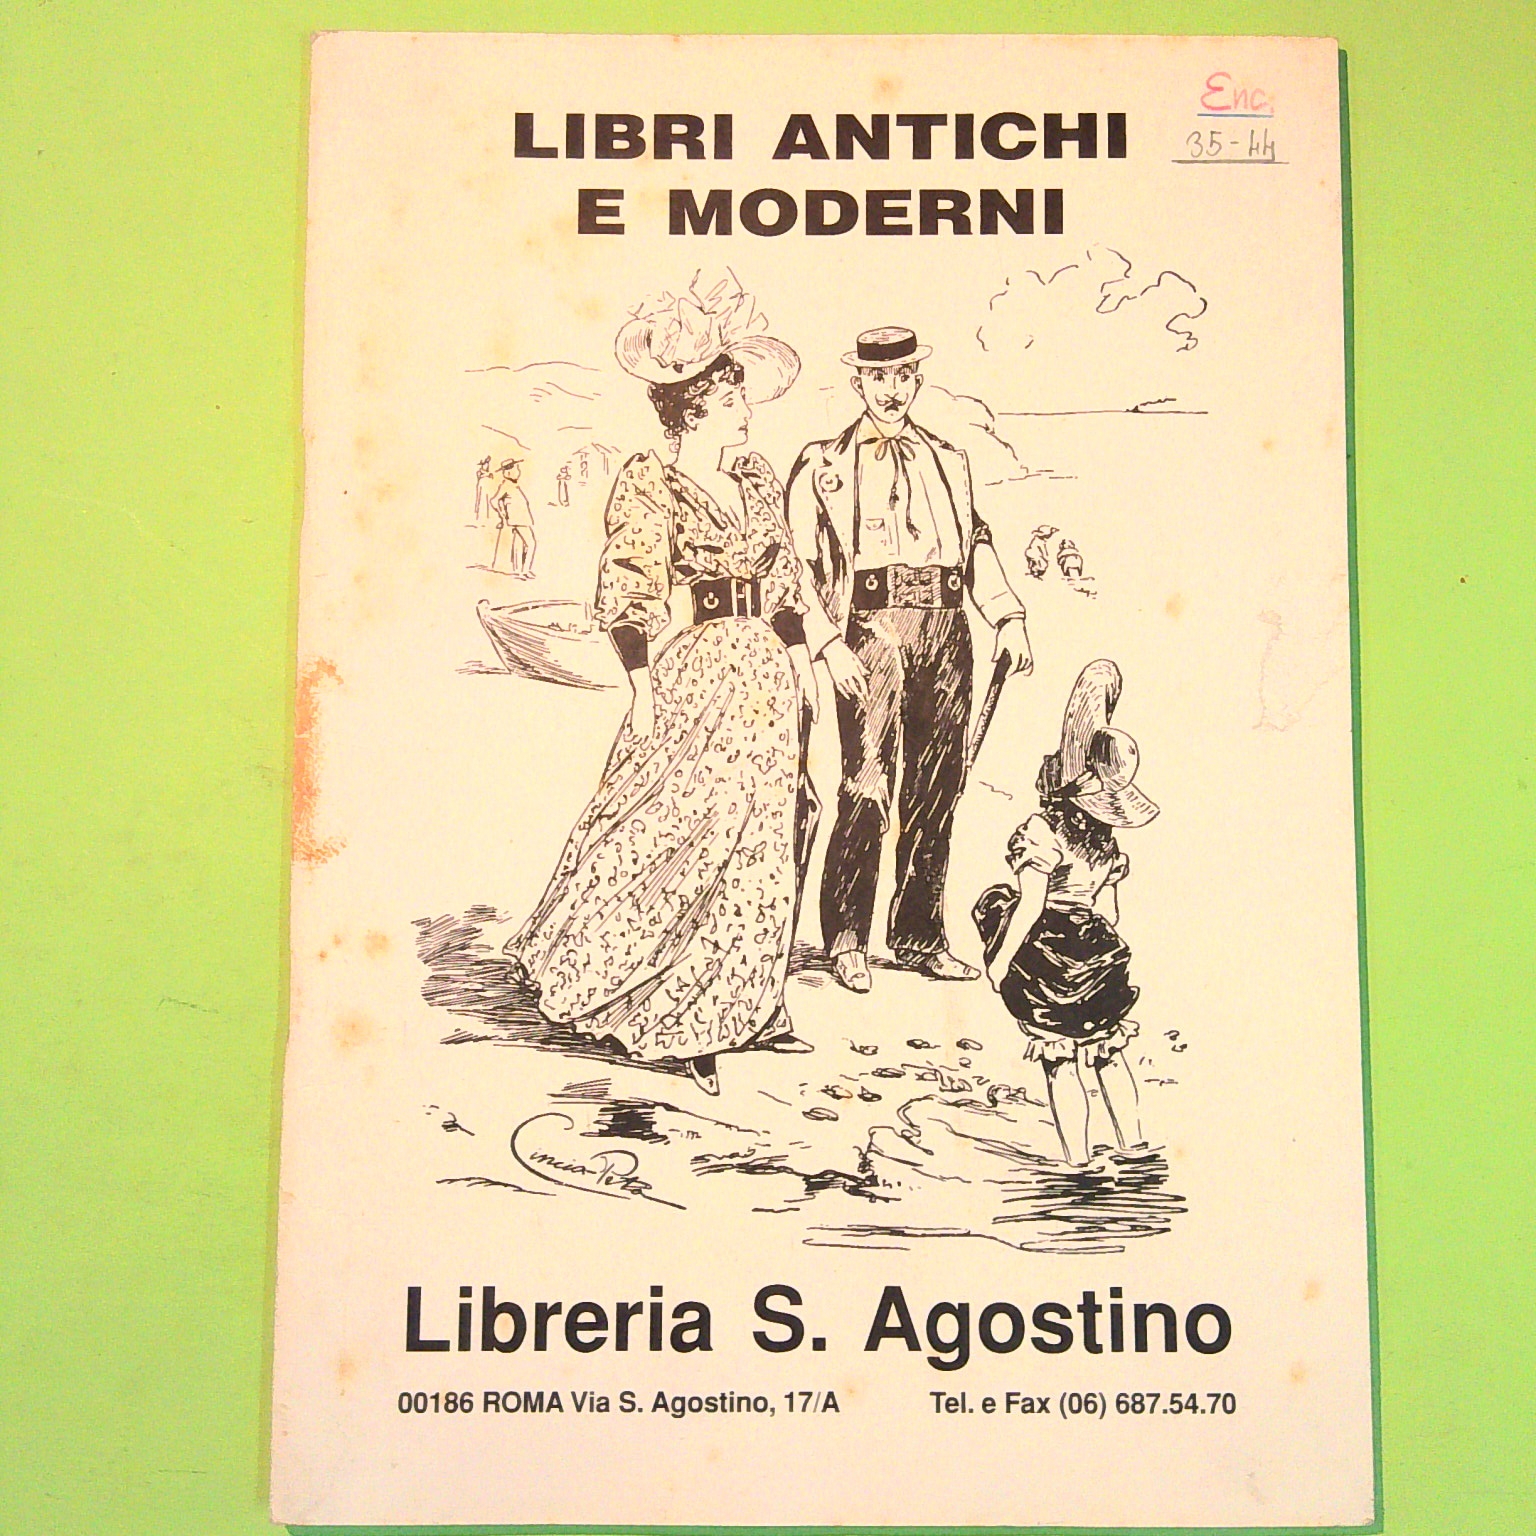 Enc.
35-44
LIBRI ANTICHI
E MODERNI
Cincia
Libreria S. Agostino
00186 ROMA Via S. Agostino, 17/A Tel. e Fax (06) 687.54.70